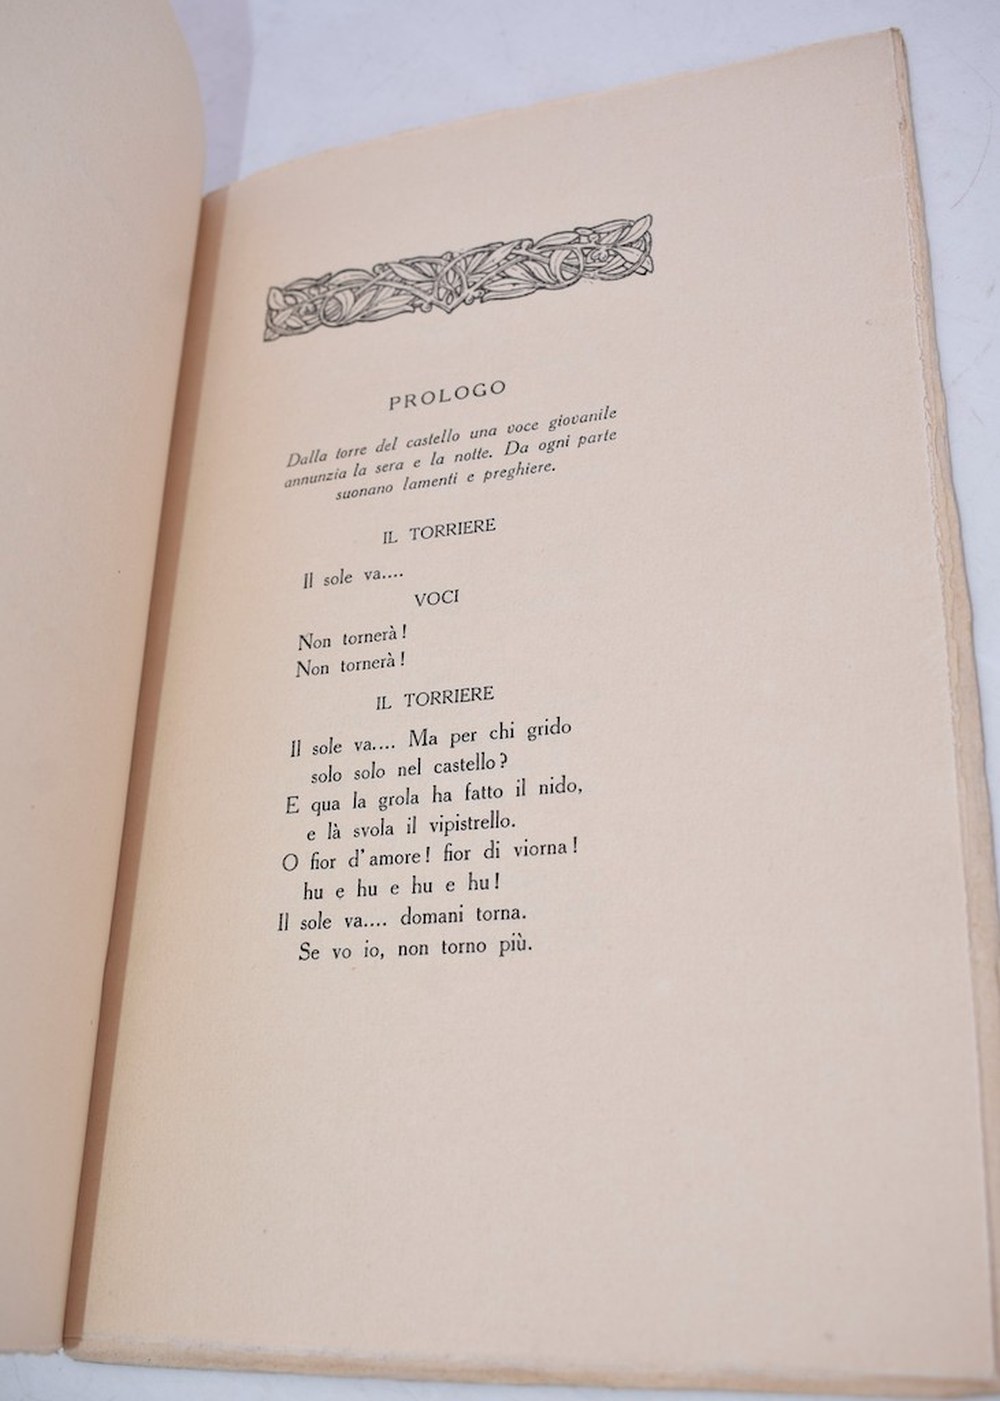 PROLOGO
Dalla torre del castello una voce giovanile
annunzia la sera e la notte. Da ogni parte
suonano lamenti e preghiere.
IL TORRIERE
Il sole va....
VOCI
Non tornerà!
Non tornerà!
IL TORRIERE
Il sole va.... Ma per chi grido
solo solo nel castello?
E qua la grola ha fatto il nido,
e là svola il vipistrello.
O fior d'amore! fior di viorna!
hu e hu e hu e hu!
Il sole va.... domani torna.
Se vo io, non torno più.